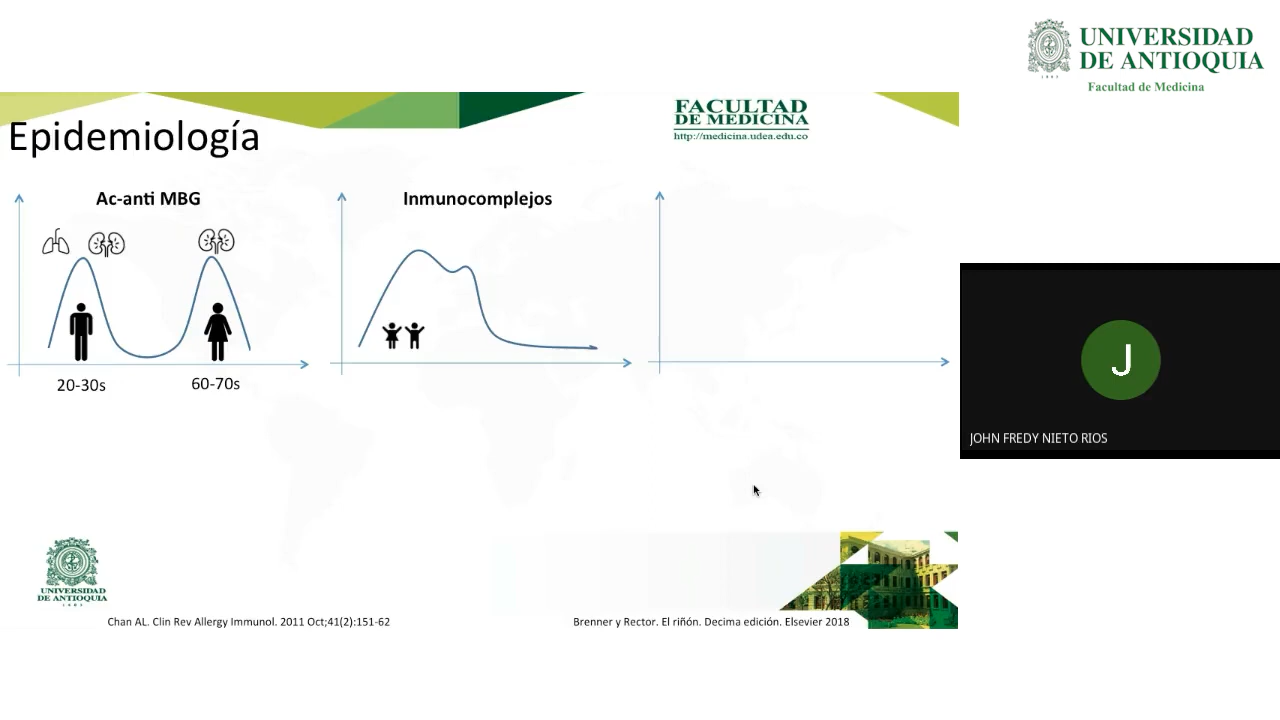 UNIVERSIDAD
DE ANTIOQUIA
1803
Facultad de Medicina
FACULTAD
DE MEDICINA
http://medicina.udea.edu.co
Epidemiología
Ac-anti MBG
Inmunocomplejos
20-30s
60-70s
J
JOHN FREDY NIETO RIOS
UNIVERSIDAD
DE ANTIOQUIA
1803
Chan AL. Clin Rev Allergy Immunol. 2011 Oct;41(2):151-62
Brenner y Rector. El riñón. Decima edición. Elsevier 2018